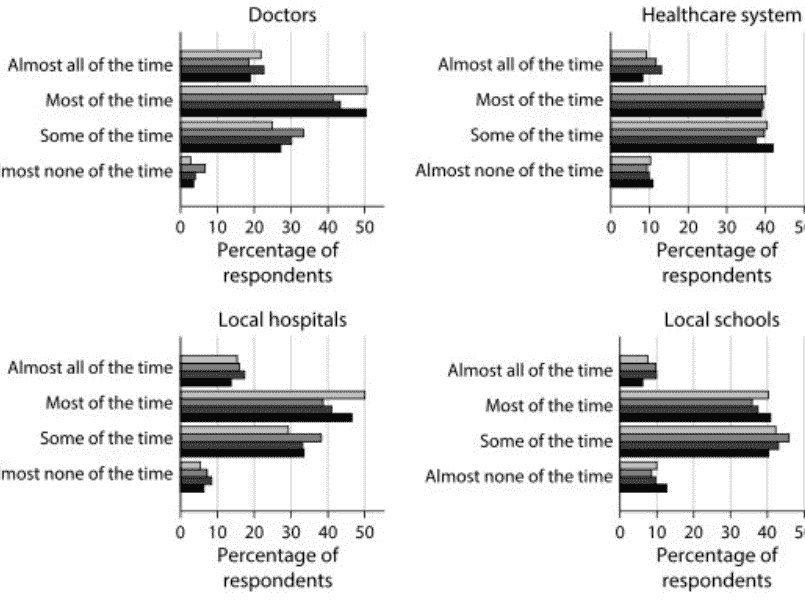 Doctors
Almost all of the time
Most of the time
Some of the time
lmost none of the time
0 10 20 30 40 50
Percentage of
respondents
Healthcare system
Almost all of the time
Most of the time
Some of the time
Almost none of the time
0 10 20 30 40
Percentage of
respondents
Local hospitals
Almost all of the time
Most of the time
Some of the time
lmost none of the time
0 10 20 30 40 50
Percentage of
respondents
Local schools
Almost all of the time
Most of the time
Some of the time
Almost none of the time
0 10 20 30 40
Percentage of
respondents